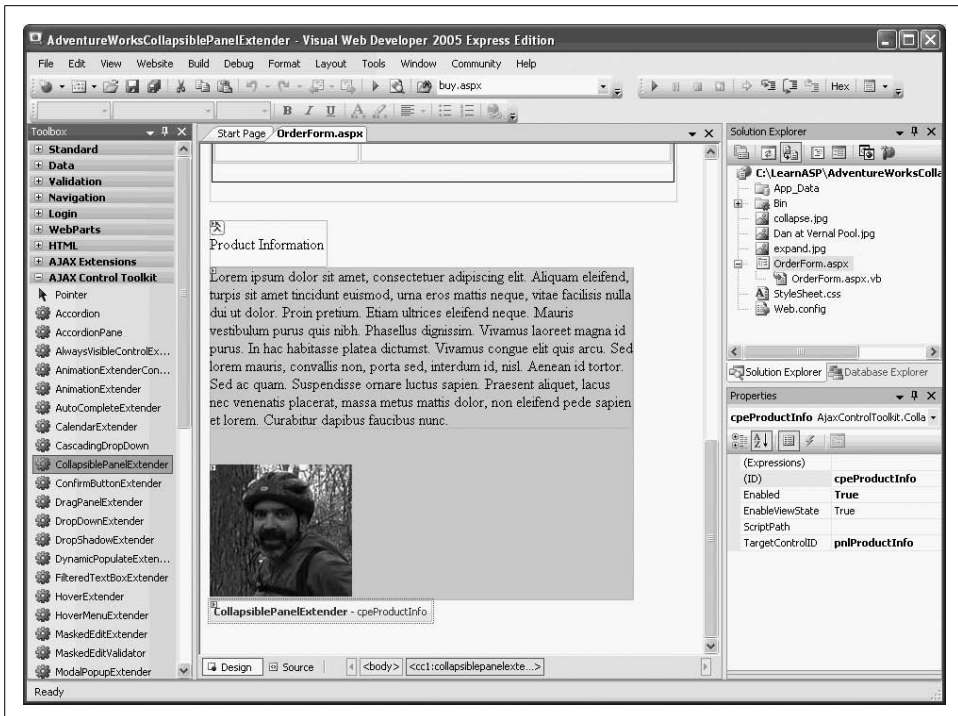 AdventureWorksCollapsiblePanelExtender - Visual Web Developer 2005 Express Edition
File Edit View Website Build Debug Format Layout Tools Window Community Help
buy.aspx
Hex
B I U A
Toolbox
Standard
Data
Validation
Navigation
Login
WebParts
HTML
AJAX Extensions
AJAX Control Toolkit
Pointer
Accordion
AccordionPane
AlwaysVisibleControlEx...
AnimationExtenderCon...
AnimationExtender
AutoCompleteExtender
CalendarExtender
CascadingDropDown
CollapsiblePanelExtender
ConfirmButtonExtender
DragPanelExtender
DropDownExtender
DropShadowExtender
DynamicPopulateExten...
FilteredTextBoxExtender
HoverExtender
HoverMenuExtender
MaskedEditExtender
MaskedEditValidator
ModalPopupExtender
Start Page OrderForm.aspx
Product Information
Lorem ipsum dolor sit amet, consectetuer adipiscing elit. Aliquam eleifend,
turpis sit amet tincidunt euismod, urna eros mattis neque, vitae facilisis nulla
dui ut dolor. Proin pretium. Etiam ultrices eleifend neque. Mauris
vestibulum purus quis nibh. Phasellus dignissim. Vivamus laoreet magna id
purus. In hac habitasse platea dictumst. Vivamus congue elit quis arcu. Sed
lorem mauris, convallis non, porta sed, interdum id, nisl. Aenean id tortor.
Sed ac quam. Suspendisse ornare luctus sapien. Praesent aliquet, lacus
nec venenatis placerat, massa metus mattis dolor, non eleifend pede sapien
et lorem. Curabitur dapibus faucibus nunc.
CollapsiblePanelExtender - cpeProductInfo
Design Source <body> <cc1:collapsiblepanelexte...>
Solution Explorer
C:\LearnASP\AdventureWorksColla
App_Data
Bin
collapse.jpg
Dan at Vernal Pool.jpg
expand.jpg
OrderForm.aspx
OrderForm.aspx.vb
StyleSheet.css
Web.config
Solution Explorer Database Explorer
Properties
cpeProductInfo AjaxControlToolkit.Colla
(Expressions)
(ID) cpeProductInfo
Enabled True
EnableViewState True
ScriptPath
TargetControlID pnlProductInfo
Ready